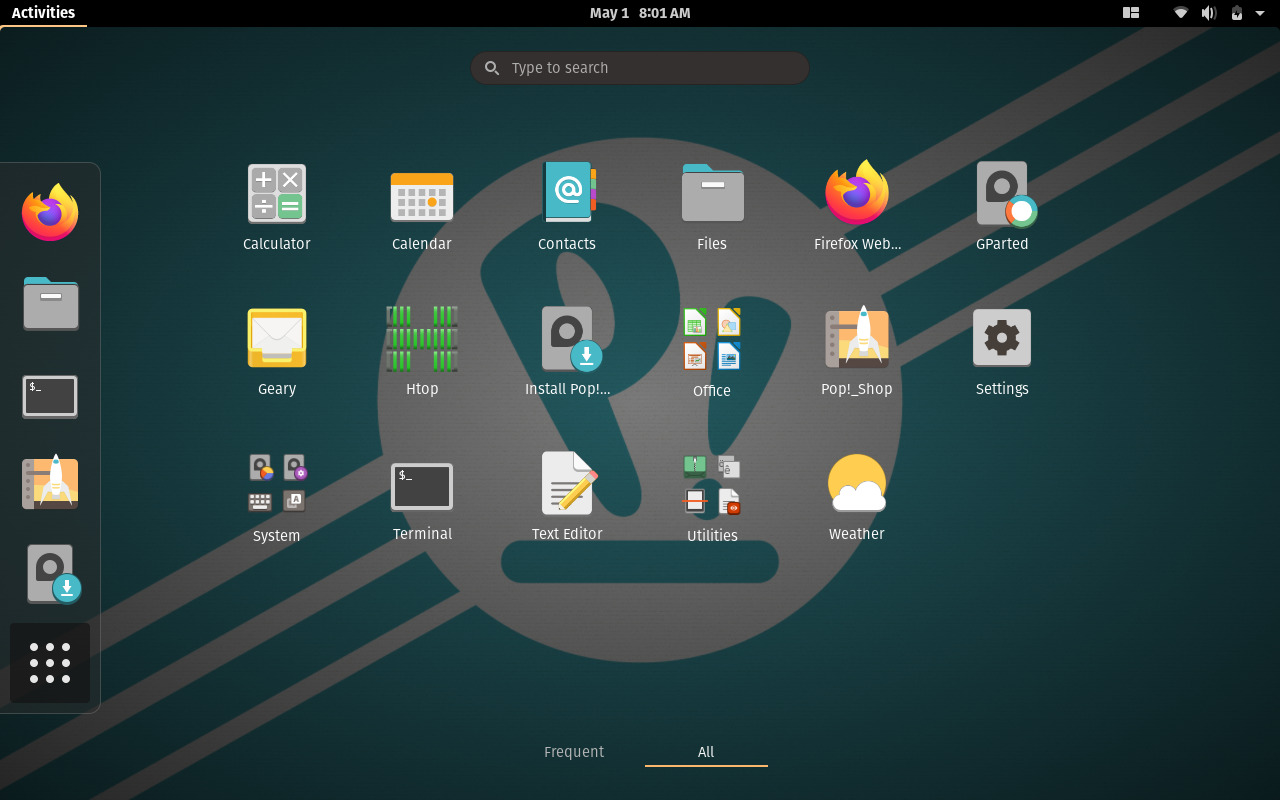 Activities
May 1 8:01 AM
Type to search
Calculator
Calendar
Contacts
Files
Firefox Web...
GParted
Geary
Htop
Install Pop!...
Office
Pop!_Shop
Settings
System
Terminal
Text Editor
Utilities
Weather
$_
$_
Frequent
All